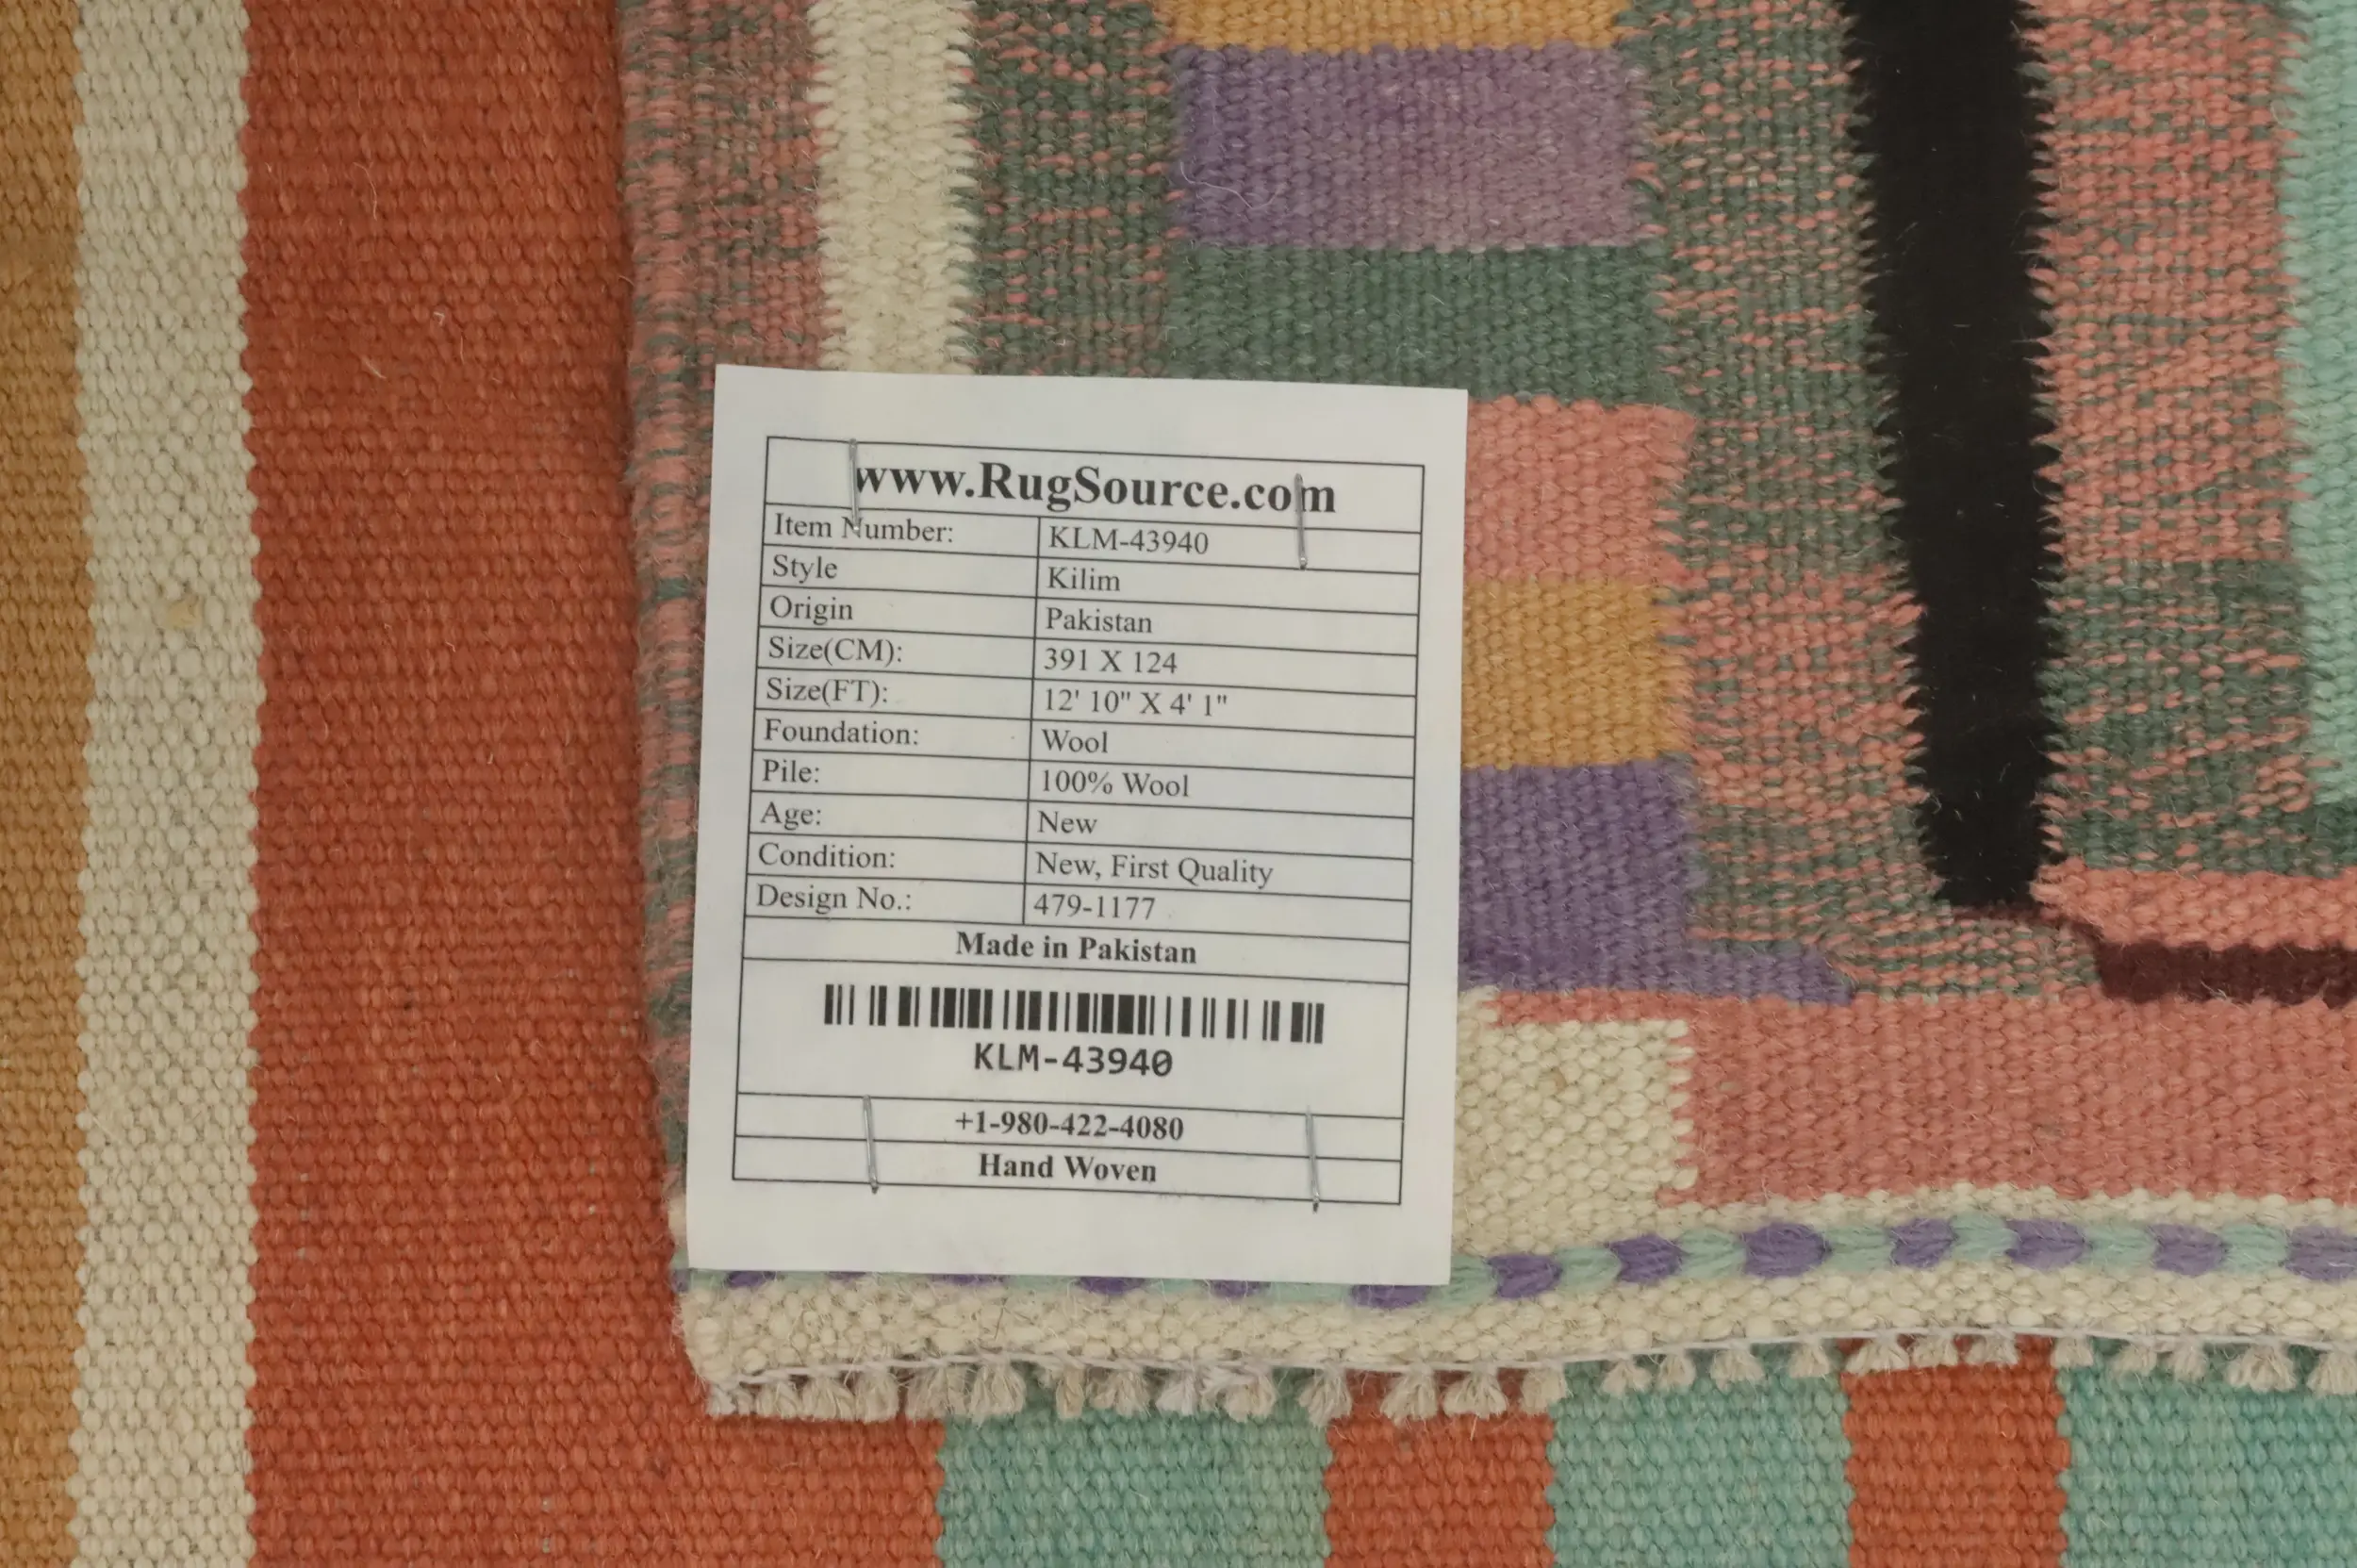 www.RugSource.com
Item Number: KLM-43940
Style Kilim
Origin Pakistan
Size(CM): 391 X 124
Size(FT): 12' 10" X 4' 1"
Foundation: Wool
Pile: 100% Wool
Age: New
Condition: New, First Quality
Design No.: 479-1177
Made in Pakistan
KLM-43940
+1-980-422-4080
Hand Woven